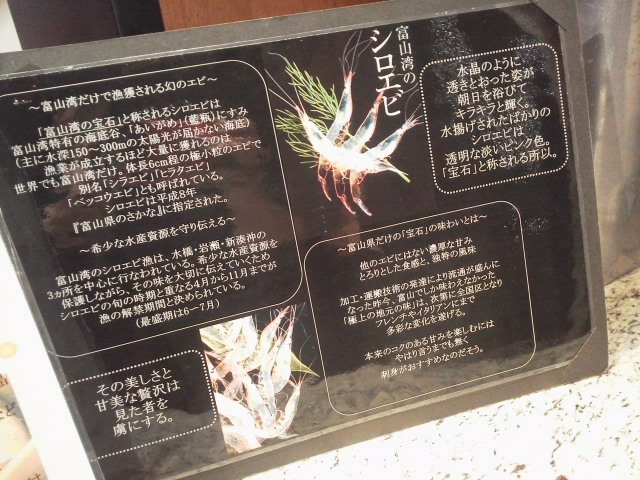 富山湾の
シロエビ
～富山湾だけで漁獲される幻のエビ～
「富山湾の宝石」と称されるシロエビは
富山湾特有の海底谷、「あいがめ」(藍瓶)にすみ
(主に水深150～300mの太陽光が届かない海底)
漁業が成立するほど大量に獲れるのは
世界でも富山湾だけ。体長6cm程の極小粒のエビで
別名「シラエビ」「ヒラタエビ」
「ベッコウエビ」とも呼ばれている。
シロエビは平成8年、
『富山県のさかな』に指定された。
～希少な水産資源を守り伝える～
富山湾のシロエビ漁は、水橋・岩瀬・新湊沖の
3ヵ所を中心に行なわれている。希少な水産資源を
保護しながら、その味を大切に伝えていくため
シロエビの旬の時期と重なる4月から11月までが
漁の解禁期間と決められている。
(最盛期は6～7月)
その美しさと
甘美な贅沢は
見た者を
虜にする。
水晶のように
透きとおった姿が
朝日を浴びて
キラキラと輝く。
水揚げされたばかりの
シロエビは
透明な淡いピンク色。
「宝石」と称される所以。
～富山県だけの「宝石」の味わいとは～
他のエビにはない濃厚な甘み
とろりとした食感と、独特の風味
加工・運搬技術の発達により流通が盛んに
なった昨今、富山でしか味わえなかった
「極上の地元の味」は、次第に全国区となり
フレンチやイタリアンにまで
多彩な変化を遂げる。
本来のコクのある甘みを楽しむには
やはり言うまでも無く
刺身がおすすめなのだそう。